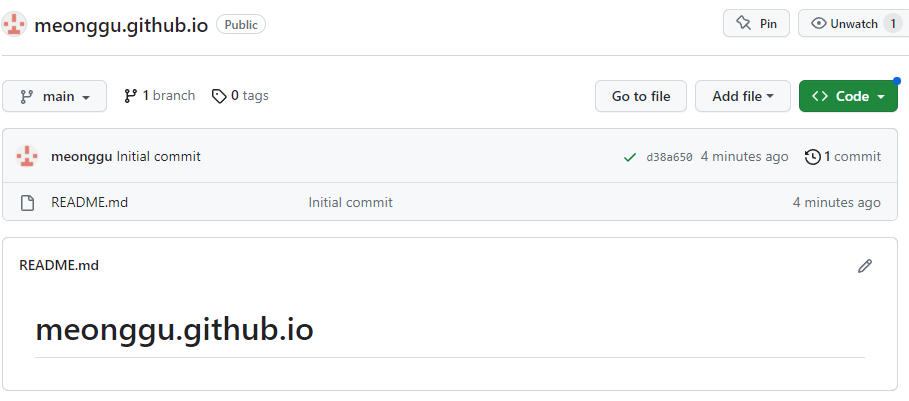 meonggu.github.io Public Pin Unwatch 1
main 1 branch 0 tags Go to file Add file <> Code
meonggu Initial commit d38a650 4 minutes ago 1 commit
README.md Initial commit 4 minutes ago
README.md
meonggu.github.io